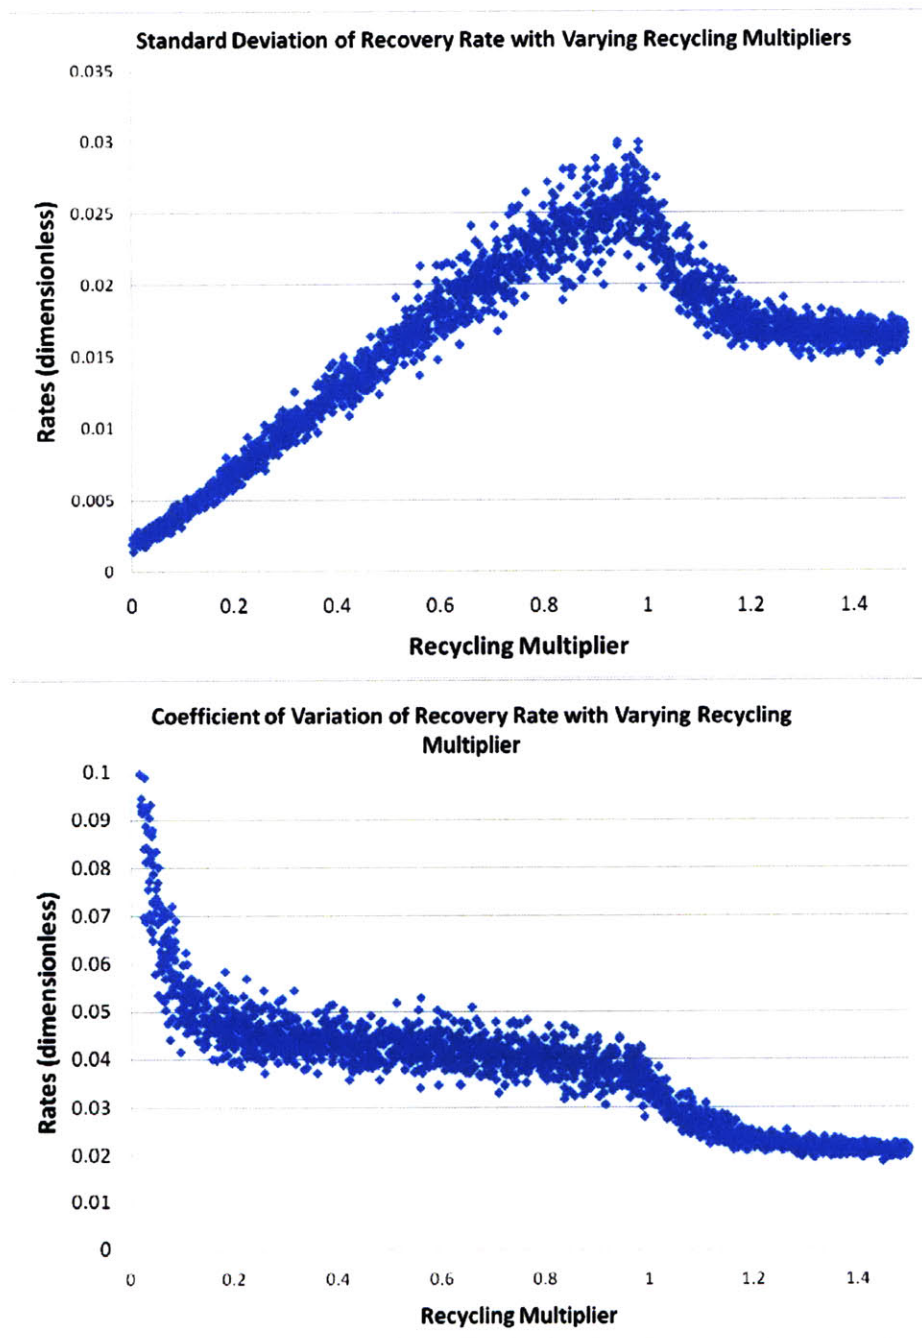 Standard Deviation of Recovery Rate with Varying Recycling Multipliers
0.035
0.03
0.025
0.02
0.015
0.01
0.005
0
Rates (dimensionless)
0 0.2 0.4 0.6 0.8 1 1.2 1.4
Recycling Multiplier
Coefficient of Variation of Recovery Rate with Varying Recycling
Multiplier
0.1
0.09
0.08
0.07
0.06
0.05
0.04
0.03
0.02
0.01
0
Rates (dimensionless)
0 0.2 0.4 0.6 0.8 1 1.2 1.4
Recycling Multiplier